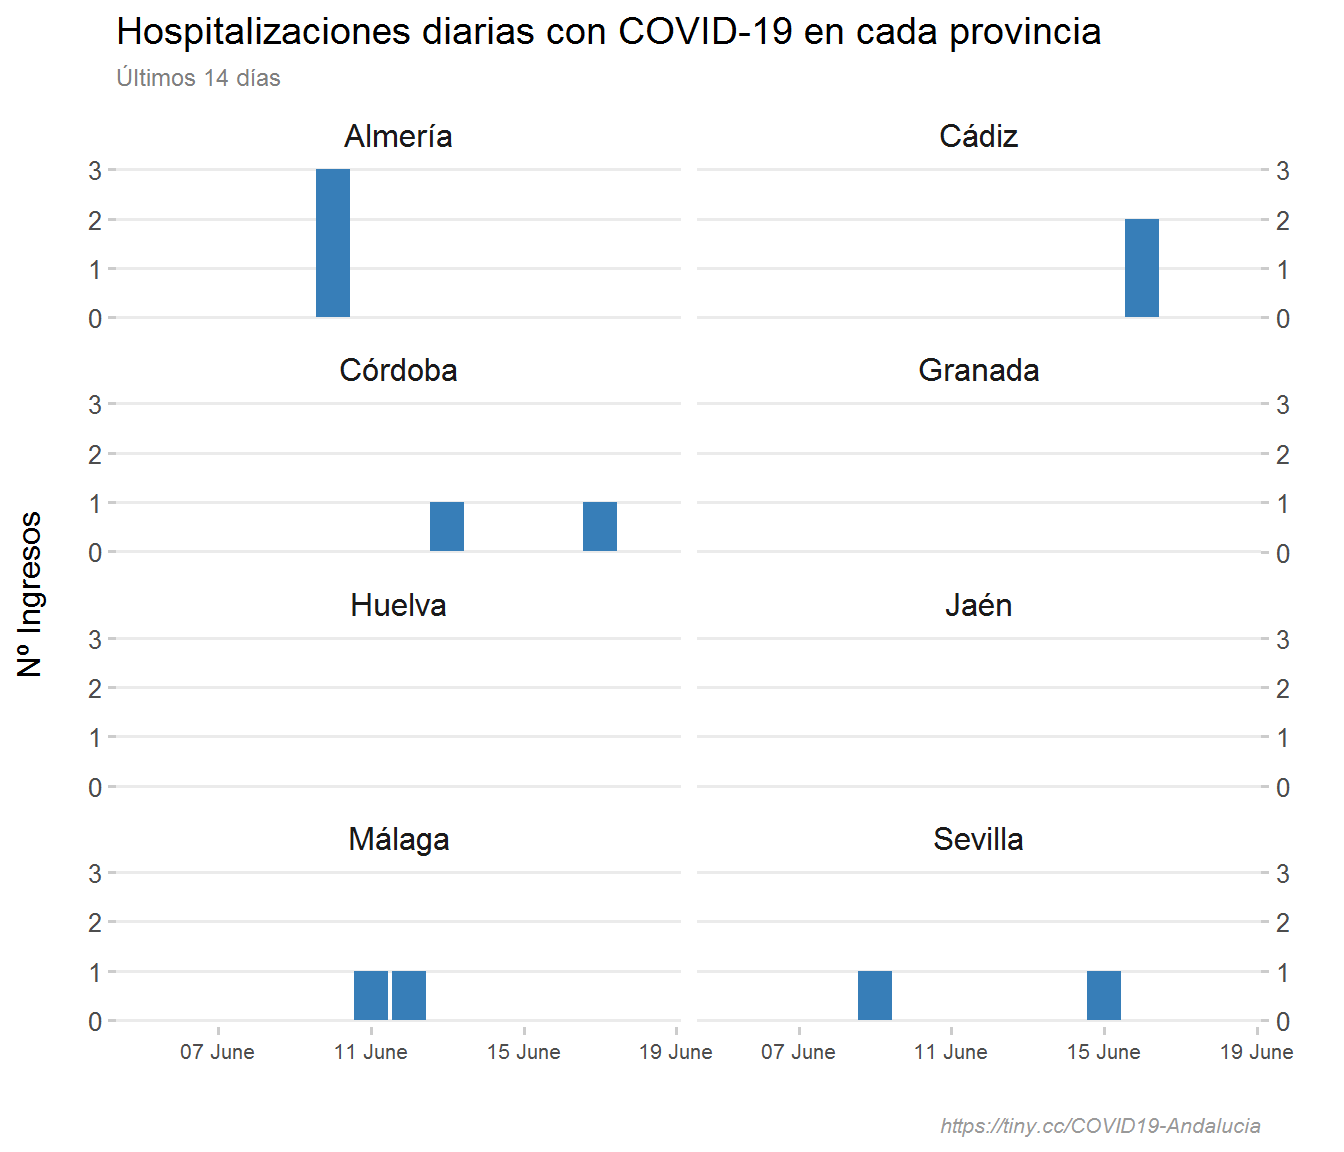 Hospitalizaciones diarias con COVID-19 en cada provincia
Últimos 14 días
Almería
Cádiz
3
2
1
0
3
2
1
0
Córdoba
Granada
3
2
1
0
3
2
1
0
Nº Ingresos
Huelva
Jaén
3
2
1
0
3
2
1
0
Málaga
Sevilla
3
2
1
0
3
2
1
0
07 June 11 June 15 June 19 June
07 June 11 June 15 June 19 June
https://tiny.cc/COVID19-Andalucia